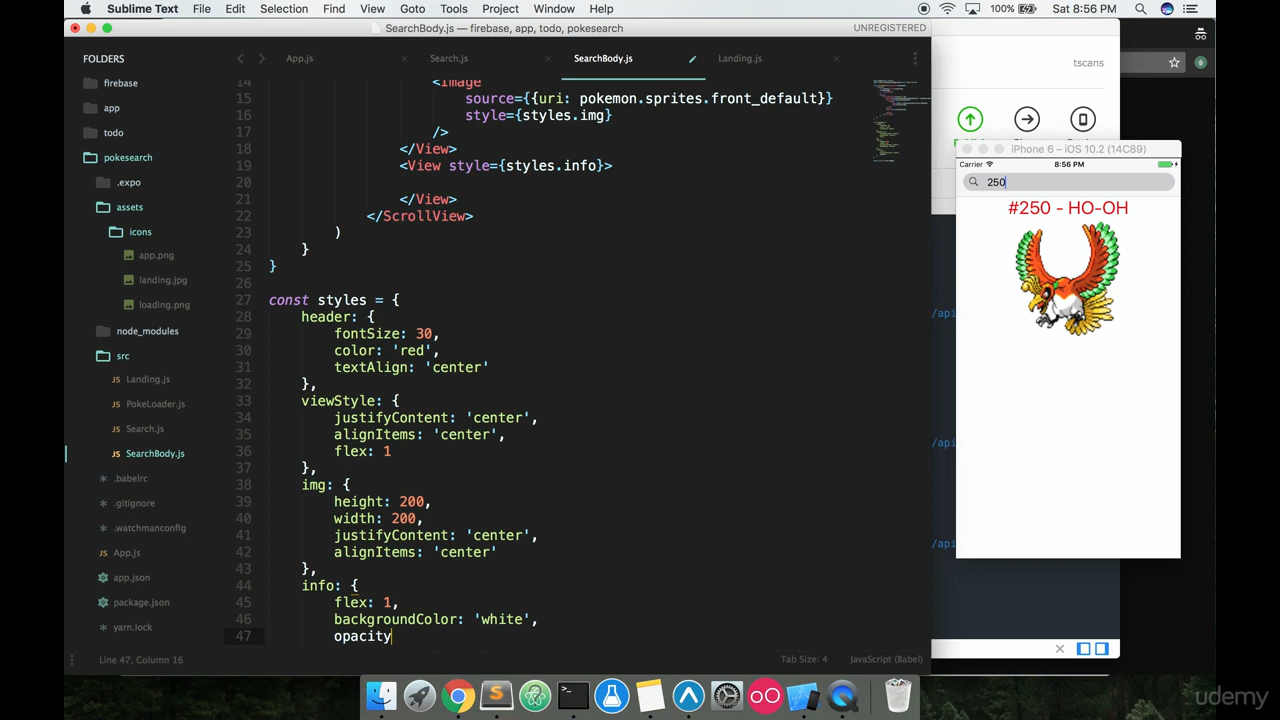 Sublime Text File Edit Selection Find View Goto Tools Project Window Help 100% Sat 8:56 PM
SearchBody.js — firebase, app, todo, pokesearch UNREGISTERED
FOLDERS
firebase
app
todo
pokesearch
.expo
assets
icons
app.png
landing.jpg
loading.png
node_modules
src
JS Landing.js
JS PokeLoader.js
JS Search.js
JS SearchBody.js
.babelrc
.gitignore
.watchmanconfig
JS App.js
app.json
package.json
yarn.lock
App.js Search.js SearchBody.js Landing.js
14 <Image
15 source={{uri: pokemon.sprites.front_default}}
16 style={styles.img}
17 />
18 </View>
19 <View style={styles.info}>
20
21 </View>
22 </ScrollView>
23 )
24 }
25 }
26
27 const styles = {
28 header: {
29 fontSize: 30,
30 color: 'red',
31 textAlign: 'center'
32 },
33 viewStyle: {
34 justifyContent: 'center',
35 alignItems: 'center',
36 flex: 1
37 },
38 img: {
39 height: 200,
40 width: 200,
41 justifyContent: 'center',
42 alignItems: 'center'
43 },
44 info: {
45 flex: 1,
46 backgroundColor: 'white',
47 opacity
Line 47, Column 16 Tab Size: 4 JavaScript (Babel)
tscans
iPhone 6 – iOS 10.2 (14C89)
Carrier 8:56 PM
250
#250 - HO-OH
/api
/api
/api
udemy